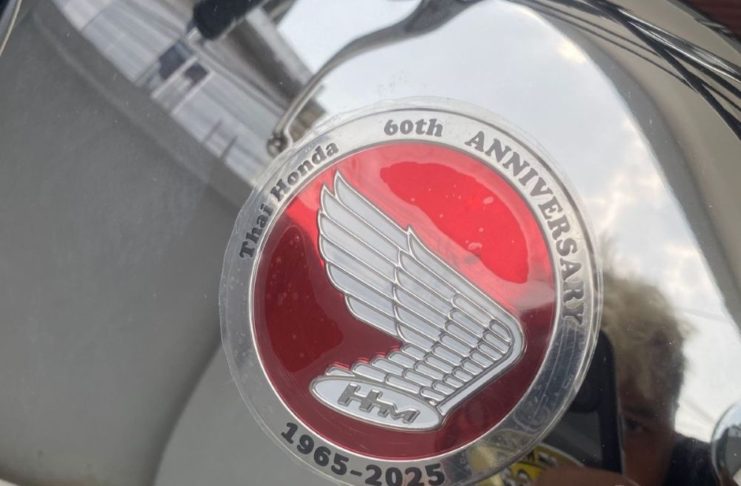 Thai Honda 60th ANNIVERSARY
HM
1965-2025